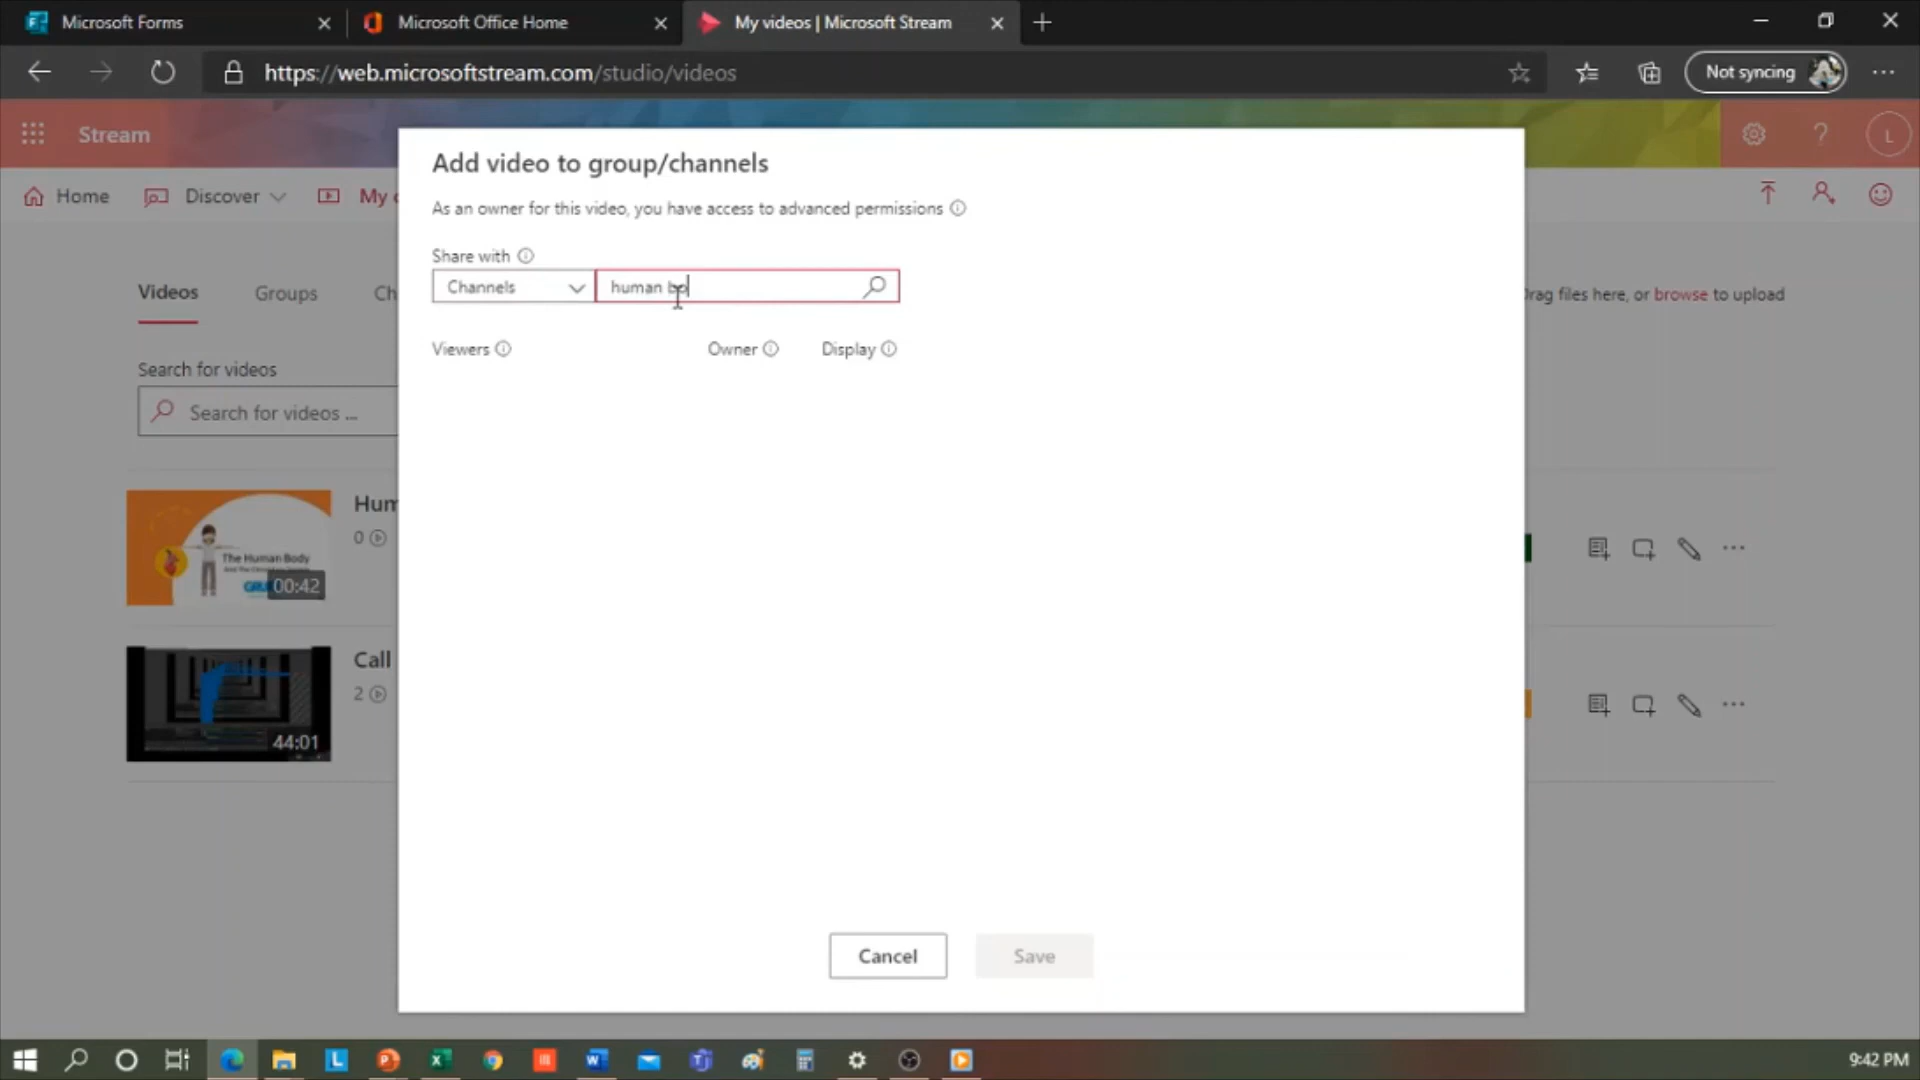 Microsoft Forms
Microsoft Office Home
My videos | Microsoft Stream
https://web.microsoftstream.com/studio/videos
Not syncing
Stream
L
Home
Discover
My c
Add video to group/channels
As an owner for this video, you have access to advanced permissions
Share with
Channels
human bo
Viewers
Owner
Display
Videos
Groups
Ch
Drag files here, or browse to upload
Search for videos
Search for videos ...
The Human Body
00:42
Hum
0
44:01
Call
2
Cancel
Save
9:42 PM